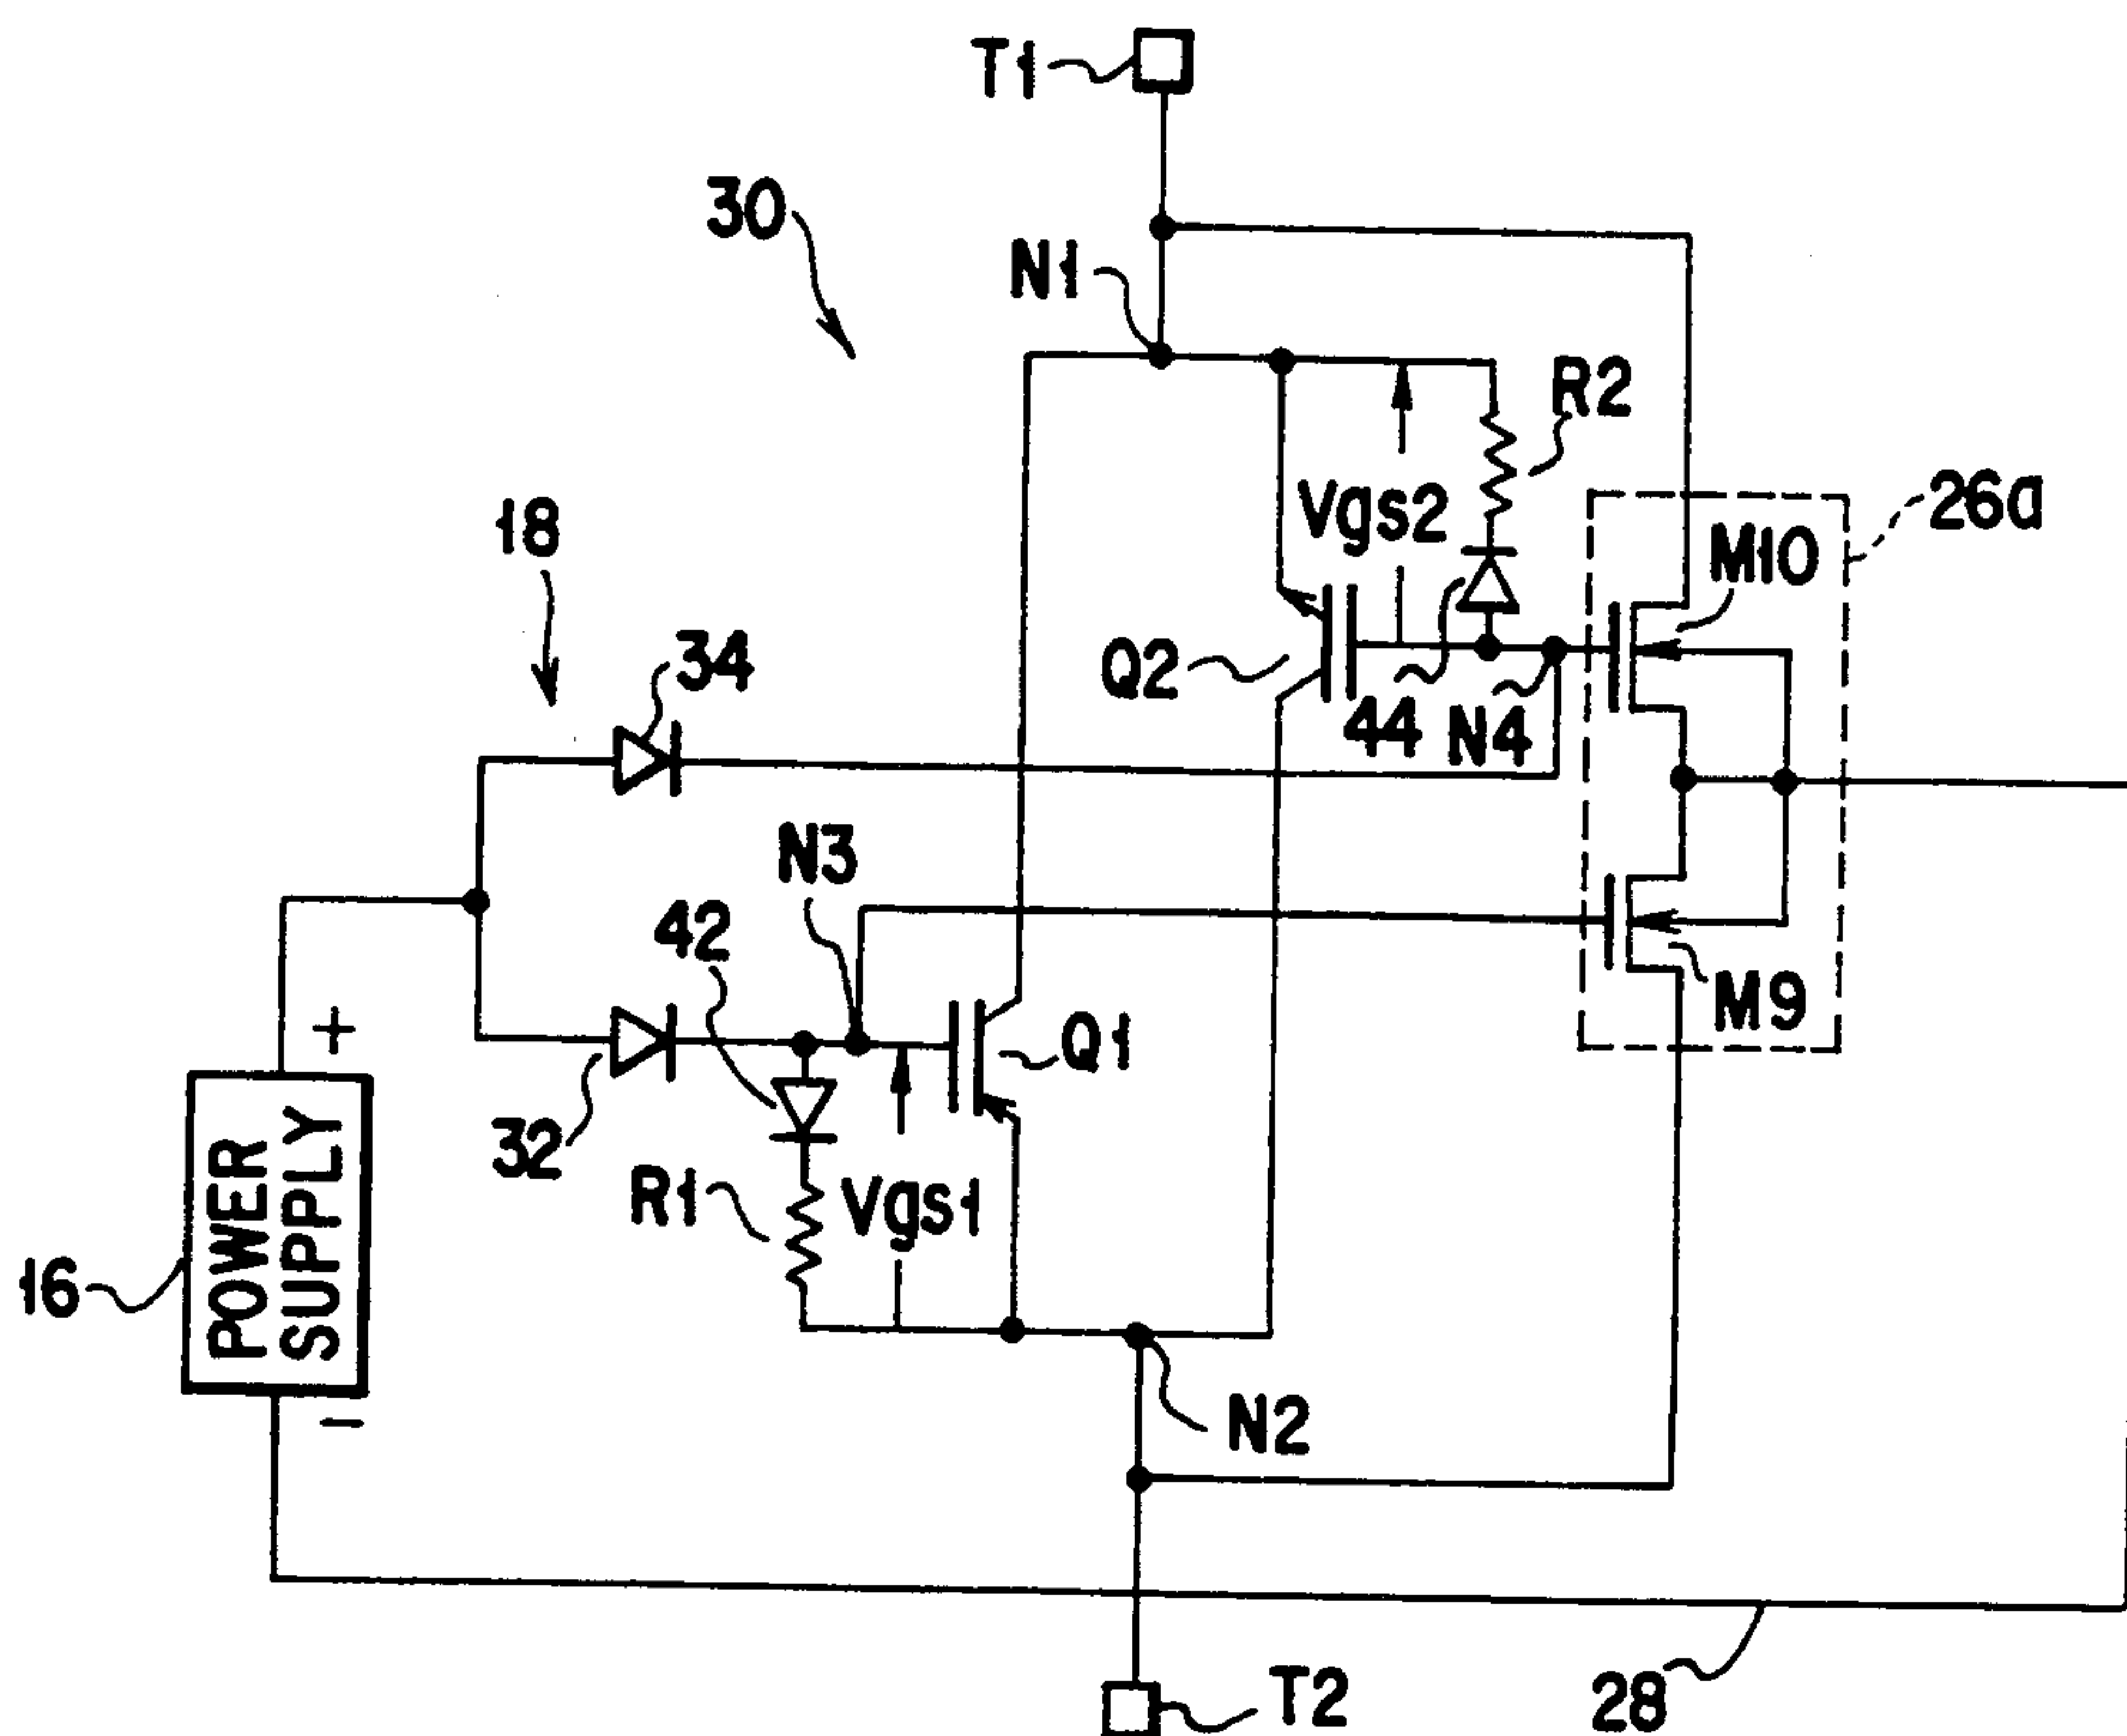 T1
30
N1
R2
18
Vgs2
26a
M10
34
Q2
44
N4
N3
42
M9
+
Q1
32
R1
Vgs1
POWER
SUPPLY
16
−
N2
28
T2